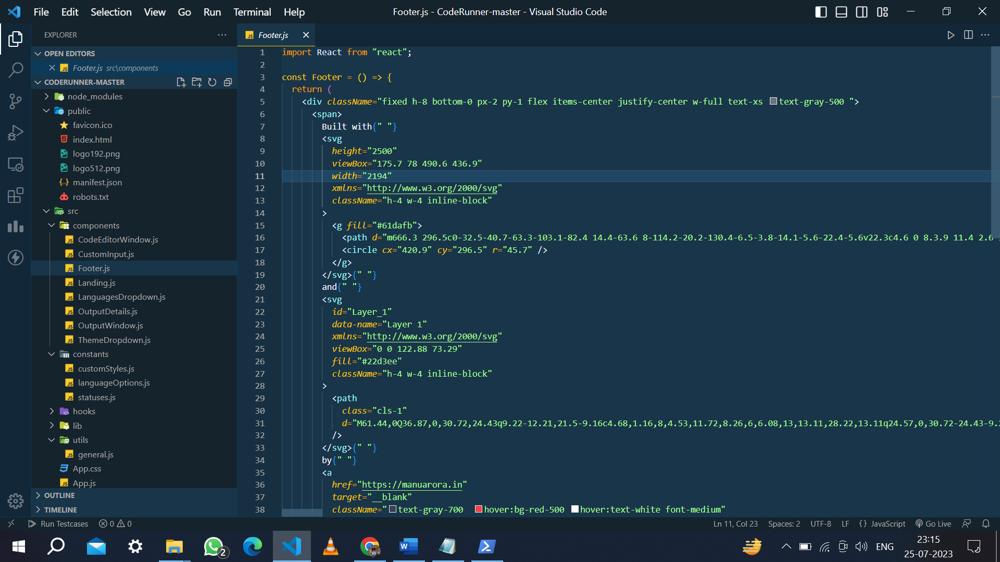 File Edit Selection View Go Run Terminal Help
Footer.js - CodeRunner-master - Visual Studio Code
EXPLORER
OPEN EDITORS
Footer.js src\components
CODERUNNER-MASTER
node_modules
public
favicon.ico
index.html
logo192.png
logo512.png
manifest.json
robots.txt
src
components
CodeEditorWindow.js
CustomInput.js
Footer.js
Landing.js
LanguagesDropdown.js
OutputDetails.js
OutputWindow.js
ThemeDropdown.js
constants
customStyles.js
languageOptions.js
statuses.js
hooks
lib
utils
general.js
App.css
App.js
OUTLINE
TIMELINE
Footer.js
1 import React from "react";
2
3 const Footer = () => {
4 return (
5 <div className="fixed h-8 bottom-0 px-2 py-1 flex items-center justify-center w-full text-xs text-gray-500 ">
6 <span>
7 Built with{" "}
8 <svg
9 height="2500"
10 viewBox="175.7 78 490.6 436.9"
11 width="2194"
12 xmlns="http://www.w3.org/2000/svg"
13 className="h-4 w-4 inline-block"
14 >
15 <g fill="#61dafb">
16 <path d="m666.3 296.5c0-32.5-40.7-63.3-103.1-82.4 14.4-63.6 8-114.2-20.2-130.4-6.5-3.8-14.1-5.6-22.4-5.6v22.3c4.6 0 8.3.9 11.4 2.6
17 <circle cx="420.9" cy="296.5" r="45.7" />
18 </g>
19 </svg>{" "}
20 and{" "}
21 <svg
22 id="Layer_1"
23 data-name="Layer 1"
24 xmlns="http://www.w3.org/2000/svg"
25 viewBox="0 0 122.88 73.29"
26 fill="#22d3ee"
27 className="h-4 w-4 inline-block"
28 >
29 <path
30 class="cls-1"
31 d="M61.44,0Q36.87,0,30.72,24.43q9.22-12.21,21.5-9.16c4.68,1.16,8,4.53,11.72,8.26,6,6.08,13,13.11,28.22,13.11q24.57,0,30.72-24.43-9.
32 />
33 </svg>{" "}
34 by{" "}
35 <a
36 href="https://manuarora.in"
37 target="__blank"
38 className=" text-gray-700 hover:bg-red-500 hover:text-white font-medium"
Run Testcases 0 0
Ln 11, Col 23 Spaces: 2 UTF-8 LF {} JavaScript Go Live
2
ENG
23:15
25-07-2023